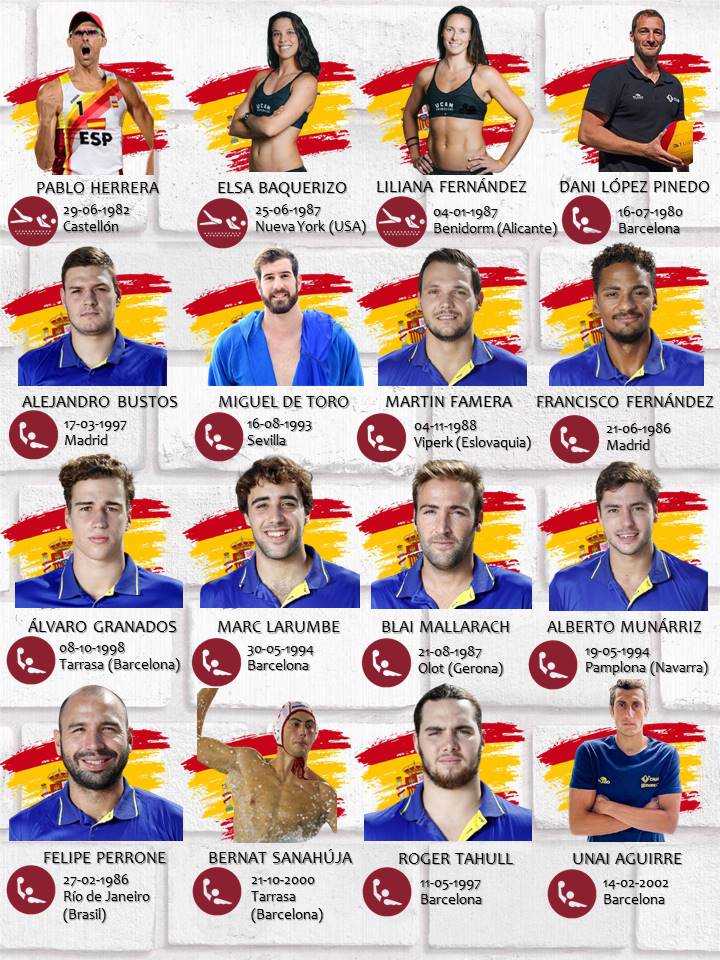 1
ESP
UCAM
UCAM
PABLO HERRERA
29-06-1982
Castellón
ELSA BAQUERIZO
25-06-1987
Nueva York (USA)
LILIANA FERNÁNDEZ
04-01-1987
Benidorm (Alicante)
DANI LÓPEZ PINEDO
16-07-1980
Barcelona
ALEJANDRO BUSTOS
17-03-1997
Madrid
MIGUEL DE TORO
16-08-1993
Sevilla
MARTIN FAMERA
04-11-1988
Viperk (Eslovaquia)
FRANCISCO FERNÁNDEZ
21-06-1986
Madrid
ÁLVARO GRANADOS
08-10-1998
Tarrasa (Barcelona)
MARC LARUMBE
30-05-1994
Barcelona
BLAI MALLARACH
21-08-1987
Olot (Gerona)
ALBERTO MUNÁRRIZ
19-05-1994
Pamplona (Navarra)
FELIPE PERRONE
27-02-1986
Río de Janeiro
(Brasil)
BERNAT SANAHÚJA
21-10-2000
Tarrasa
(Barcelona)
ROGER TAHULL
11-05-1997
Barcelona
UNAI AGUIRRE
14-02-2002
Barcelona